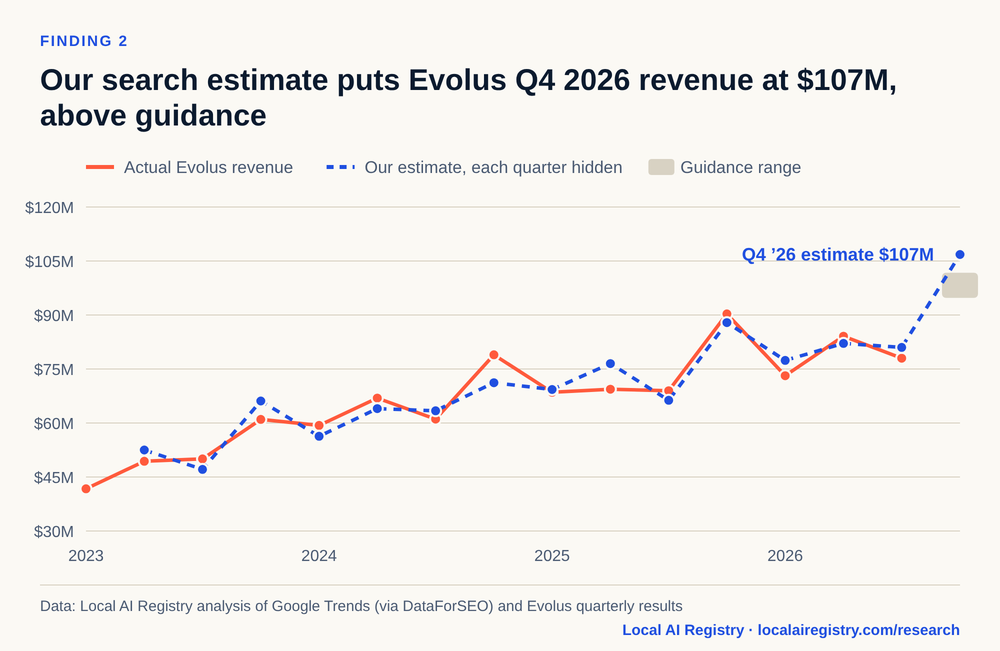 FINDING 2
Our search estimate puts Evolus Q4 2026 revenue at $107M,
above guidance
Actual Evolus revenue
Our estimate, each quarter hidden
Guidance range
$120M
$105M
$90M
$75M
$60M
$45M
$30M
Q4 ’26 estimate $107M
2023
2024
2025
2026
Data: Local AI Registry analysis of Google Trends (via DataForSEO) and Evolus quarterly results
Local AI Registry · localairegistry.com/research